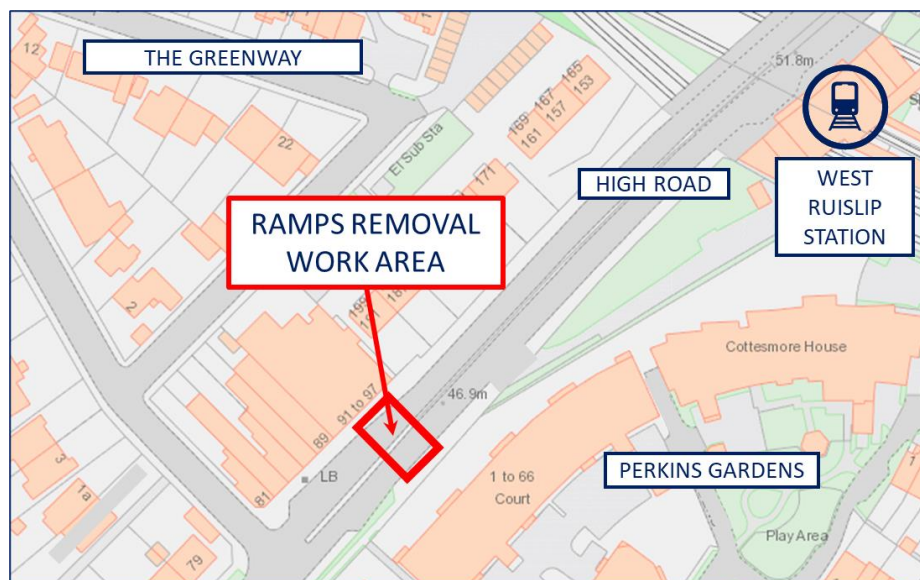 THE GREENWAY
12
22
El Sub Sta
169 167 165
161 157 153
171
51.8m
HIGH ROAD
WEST
RUISLIP
STATION
RAMPS REMOVAL
WORK AREA
2
195
46.9m
Cottesmore House
91 to 97
89
81
LB
3
1a
79
1 to 66
Court
PERKINS GARDENS
Play Area